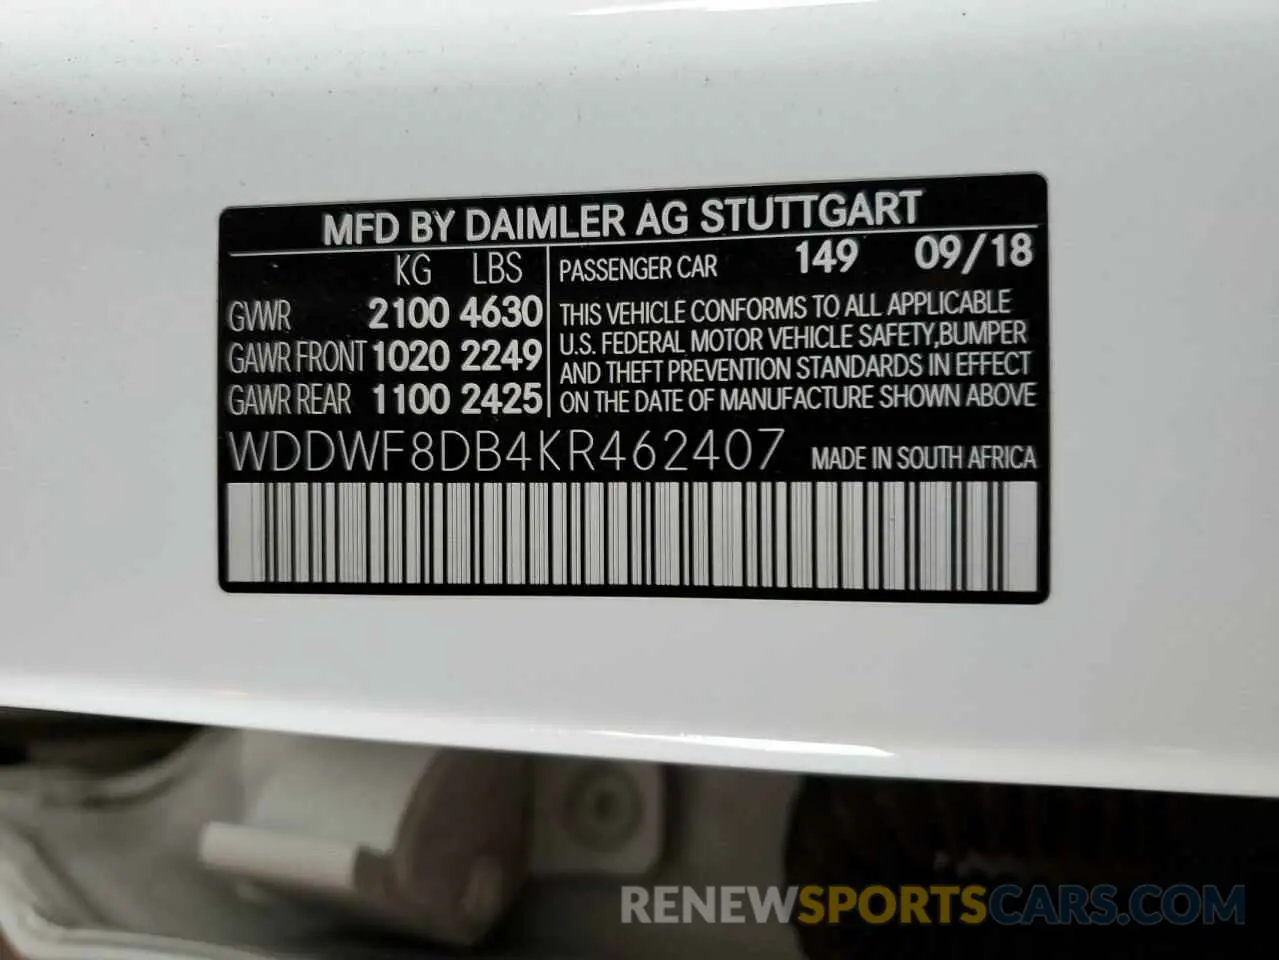 MFD BY DAIMLER AG STUTTGART
KG LBS
GVWR 2100 4630
GAWR FRONT 1020 2249
GAWR REAR 1100 2425
PASSENGER CAR 149 09/18
THIS VEHICLE CONFORMS TO ALL APPLICABLE
U.S. FEDERAL MOTOR VEHICLE SAFETY,BUMPER
AND THEFT PREVENTION STANDARDS IN EFFECT
ON THE DATE OF MANUFACTURE SHOWN ABOVE
WDDWF8DB4KR462407 MADE IN SOUTH AFRICA
RENEWSPORTSCARS.COM